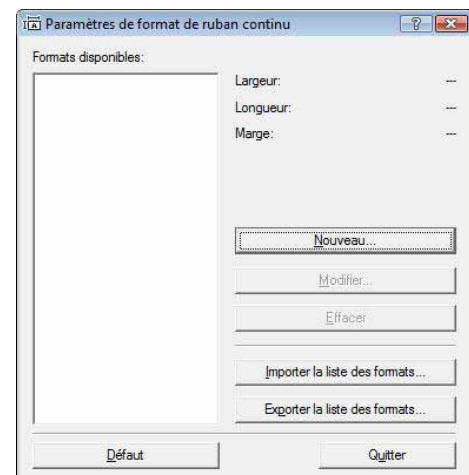 Paramètres de format de ruban continu
Formats disponibles:
Largeur: ---
Longueur: ---
Marge: ---
Nouveau...
Modifier...
Effacer
Importer la liste des formats...
Exporter la liste des formats...
Défaut
Quitter